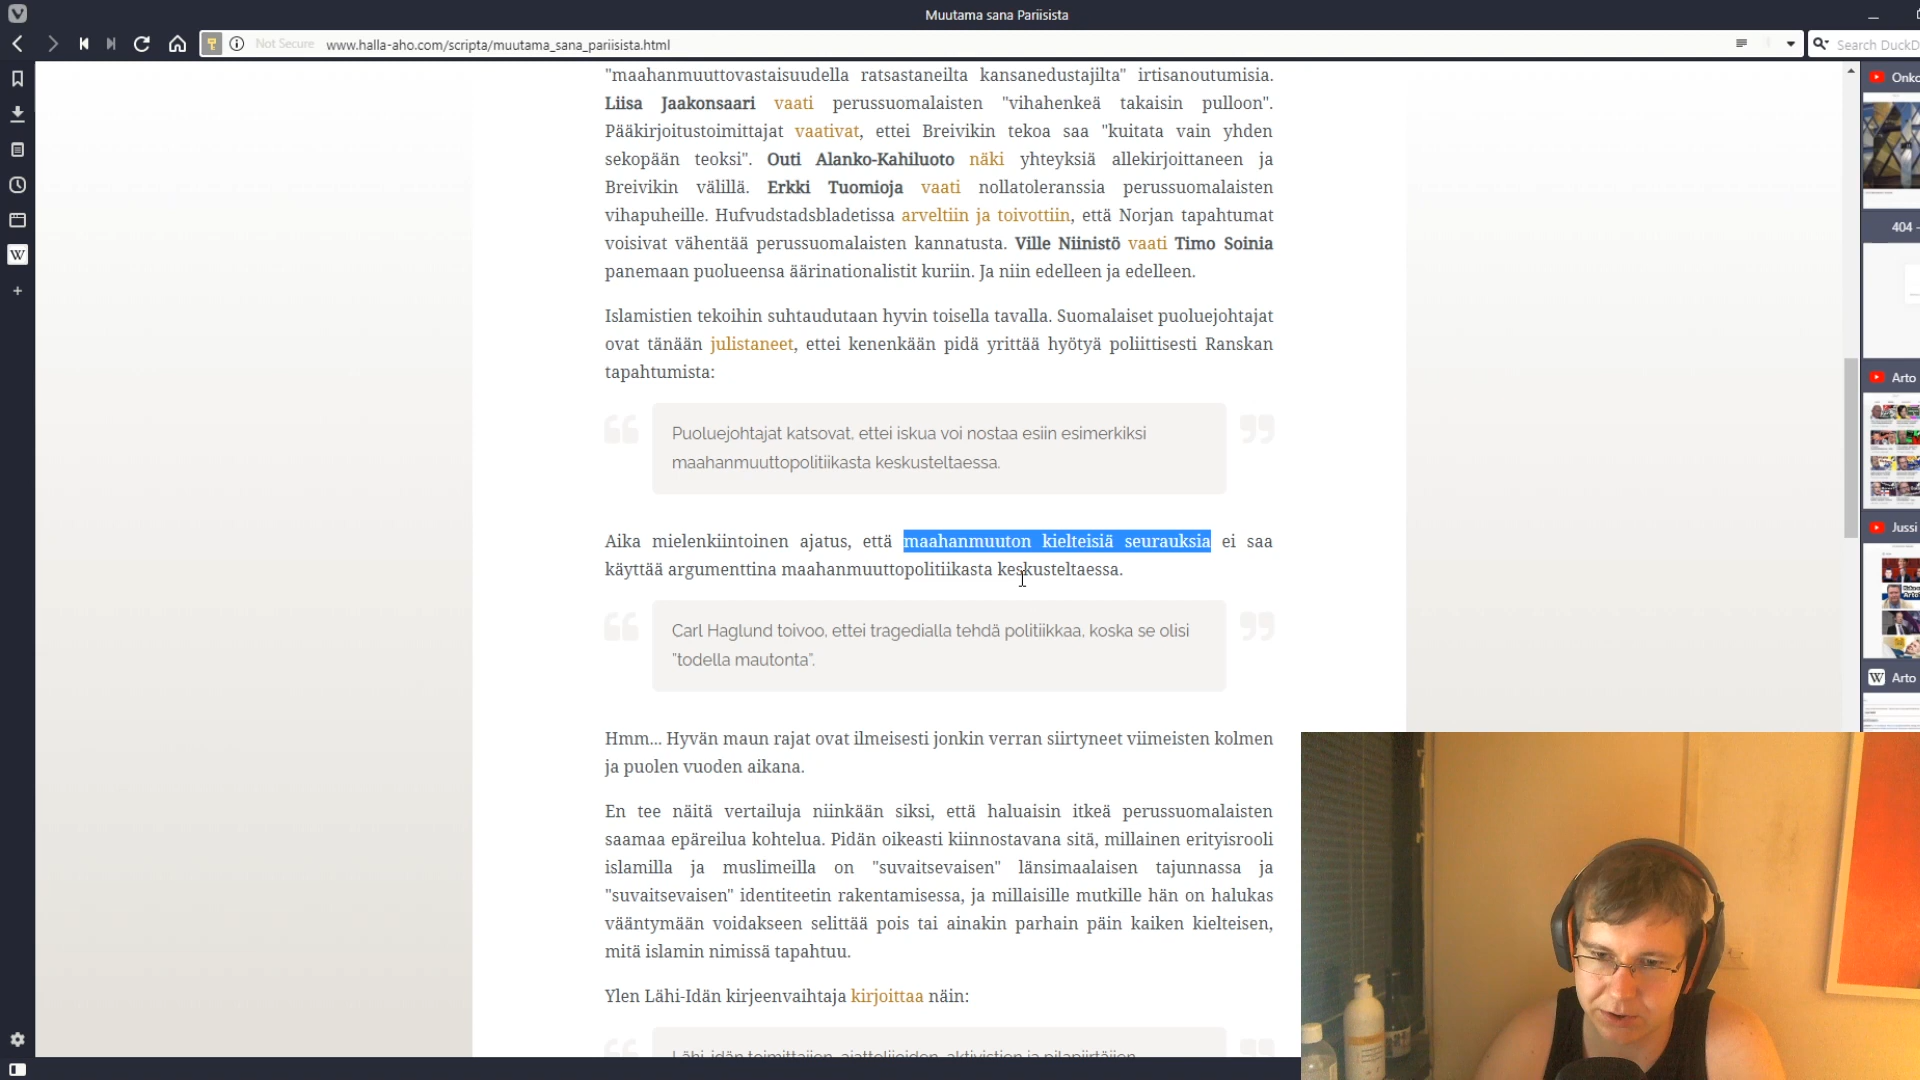 Muutama sana Pariisista
Not Secure www.halla-aho.com/scripta/muutama_sana_pariisista.html
Search DuckD
"maahanmuuttovastaisuudella ratsastaneilta kansanedustajilta" irtisanoutumisia.
Liisa Jaakonsaari vaati perussuomalaisten "vihahenkeä takaisin pulloon".
Pääkirjoitustoimittajat vaativat, ettei Breivikin tekoa saa "kuitata vain yhden
sekopään teoksi". Outi Alanko-Kahiluoto näki yhteyksiä allekirjoittaneen ja
Breivikin välillä. Erkki Tuomioja vaati nollatoleranssia perussuomalaisten
vihapuheille. Hufvudstadsbladetissa arveltiin ja toivottiin, että Norjan tapahtumat
voisivat vähentää perussuomalaisten kannatusta. Ville Niinistö vaati Timo Soinia
panemaan puolueensa äärinationalistit kuriin. Ja niin edelleen ja edelleen.
Islamistien tekoihin suhtaudutaan hyvin toisella tavalla. Suomalaiset puoluejohtajat
ovat tänään julistaneet, ettei kenenkään pidä yrittää hyötyä poliittisesti Ranskan
tapahtumista:
Puoluejohtajat katsovat, ettei iskua voi nostaa esiin esimerkiksi
maahanmuuttopolitiikasta keskusteltaessa.
Aika mielenkiintoinen ajatus, että maahanmuuton kielteisiä seurauksia ei saa
käyttää argumenttina maahanmuuttopolitiikasta keskusteltaessa.
Carl Haglund toivoo, ettei tragedialla tehdä politiikkaa, koska se olisi
"todella mautonta".
Hmm... Hyvän maun rajat ovat ilmeisesti jonkin verran siirtyneet viimeisten kolmen
ja puolen vuoden aikana.
En tee näitä vertailuja niinkään siksi, että haluaisin itkeä perussuomalaisten
saamaa epäreilua kohtelua. Pidän oikeasti kiinnostavana sitä, millainen erityisrooli
islamilla ja muslimeilla on "suvaitsevaisen" länsimaalaisen tajunnassa ja
"suvaitsevaisen" identiteetin rakentamisessa, ja millaisille mutkille hän on halukas
vääntymään voidakseen selittää pois tai ainakin parhain päin kaiken kielteisen,
mitä islamin nimissä tapahtuu.
Ylen Lähi-Idän kirjeenvaihtaja kirjoittaa näin:
Lähi-idän toimittajien, ajattelijoiden, aktivistien ja pilapiirtäjien
Onko
404 -
Arto
Jussi
W Arto
W